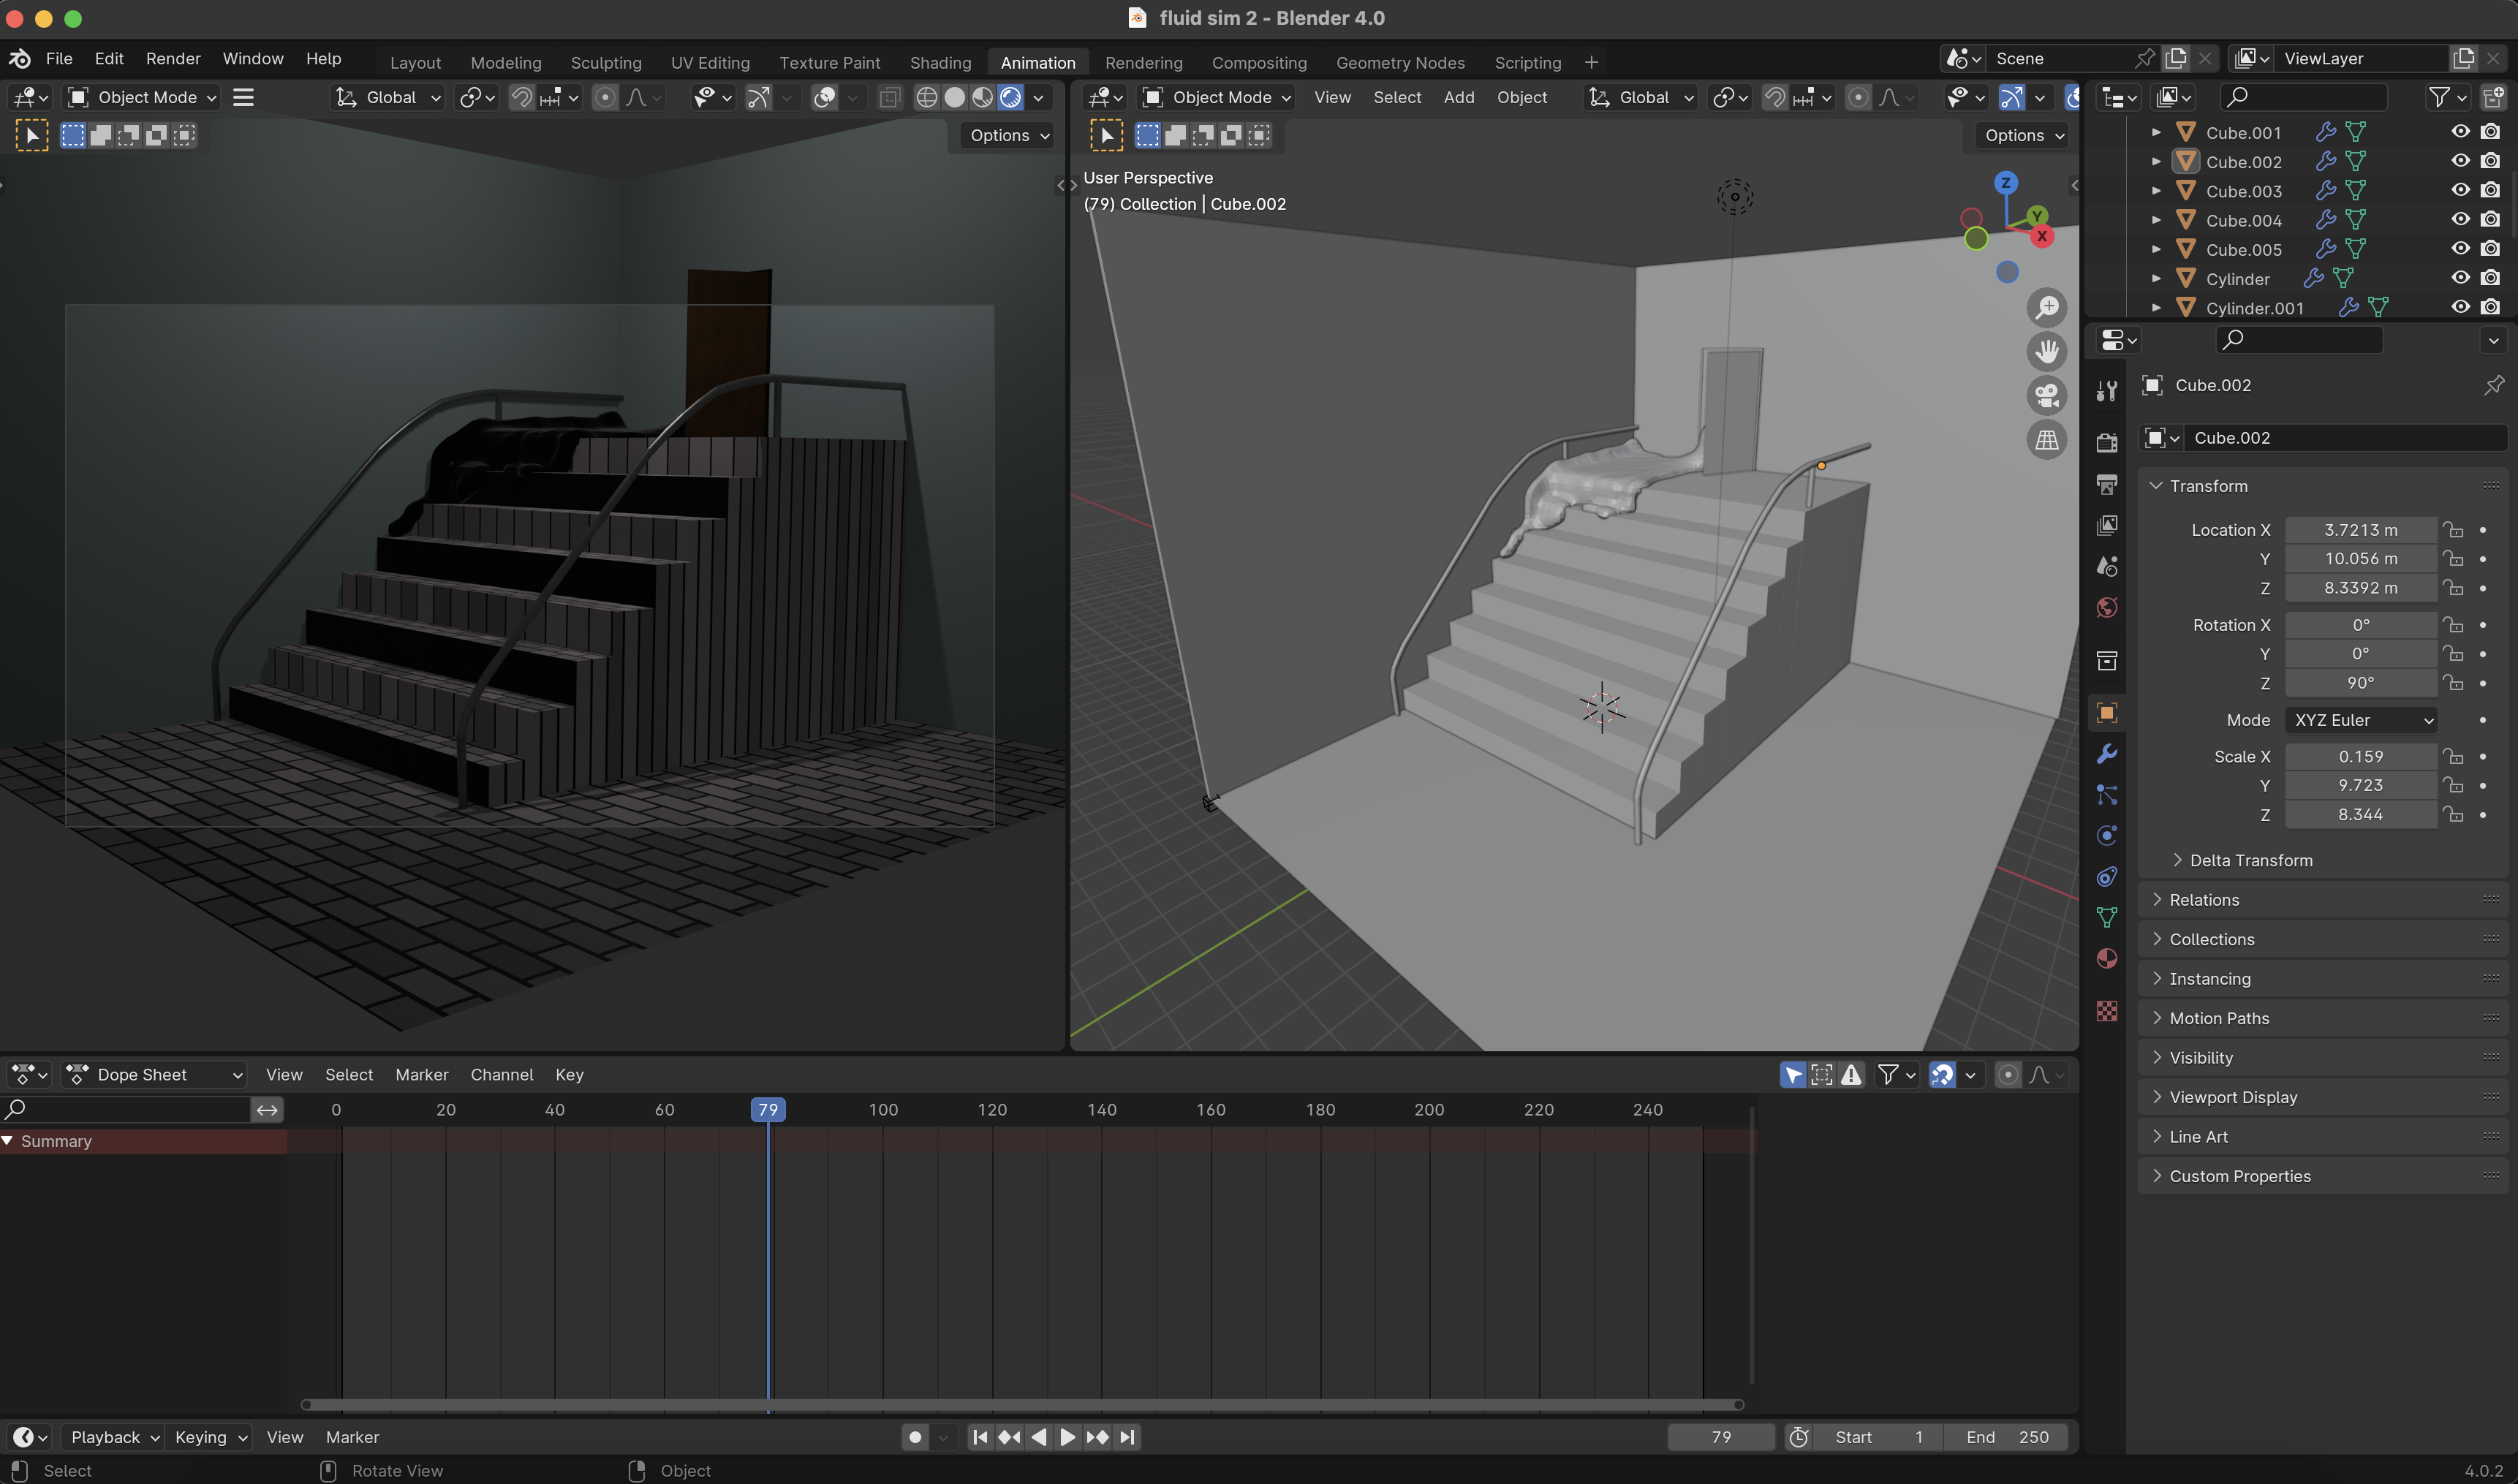 fluid sim 2 - Blender 4.0
File Edit Render Window Help Layout Modeling Sculpting UV Editing Texture Paint Shading Animation Rendering Compositing Geometry Nodes Scripting + Scene ViewLayer
Object Mode Global
Options
Object Mode View Select Add Object Global
Options
User Perspective
(79) Collection | Cube.002
Z
Y
X
Cube.001
Cube.002
Cube.003
Cube.004
Cube.005
Cylinder
Cylinder.001
Cube.002
Cube.002
Transform
Location X 3.7213 m
Y 10.056 m
Z 8.3392 m
Rotation X 0°
Y 0°
Z 90°
Mode XYZ Euler
Scale X 0.159
Y 9.723
Z 8.344
Delta Transform
Relations
Collections
Instancing
Motion Paths
Visibility
Viewport Display
Line Art
Custom Properties
Dope Sheet View Select Marker Channel Key
0 20 40 60 79 100 120 140 160 180 200 220 240
Summary
Playback Keying View Marker 79 Start 1 End 250
Select Rotate View Object 4.0.2